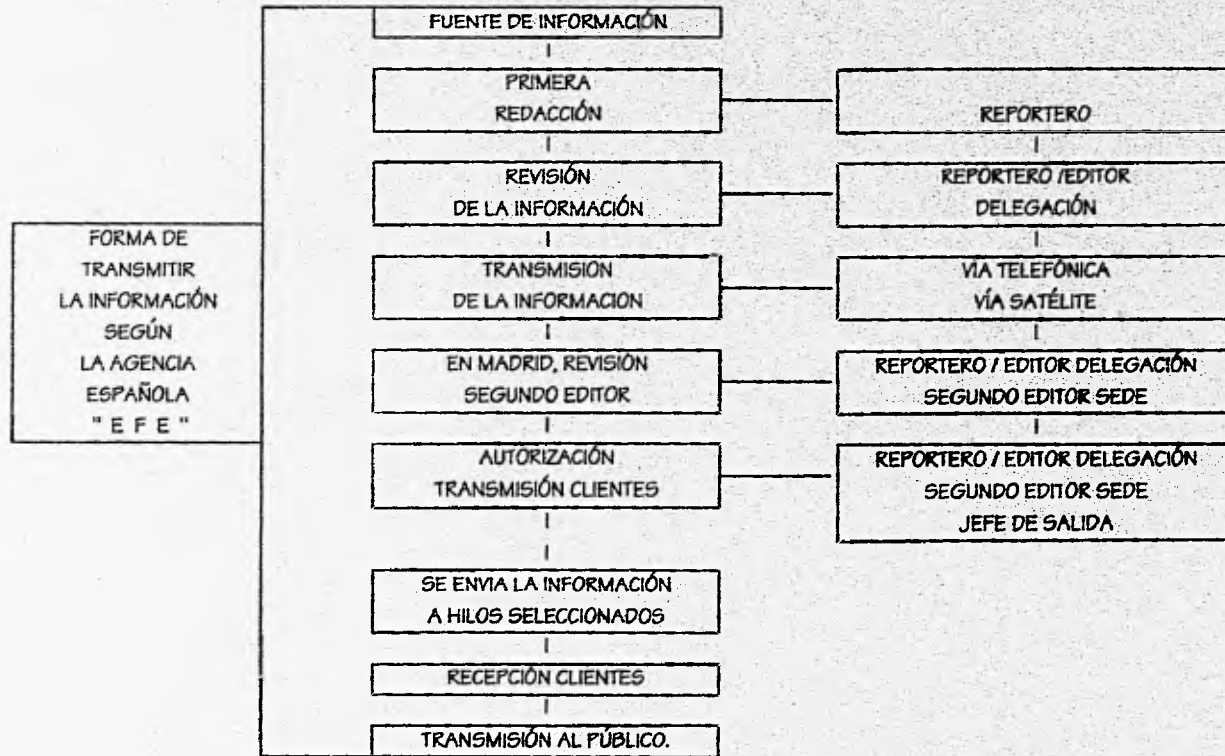 FORMA DE
TRANSMITIR
LA INFORMACIÓN
SEGÚN
LA AGENCIA
ESPAÑOLA
" E F E "
FUENTE DE INFORMACIÓN
PRIMERA
REDACCIÓN
REPORTERO
REVISIÓN
DE LA INFORMACIÓN
REPORTERO /EDITOR
DELEGACIÓN
TRANSMISION
DE LA INFORMACION
VÍA TELEFÓNICA
VÍA SATÉLITE
EN MADRID, REVISIÓN
SEGUNDO EDITOR
REPORTERO / EDITOR DELEGACIÓN
SEGUNDO EDITOR SEDE
AUTORIZACIÓN
TRANSMISIÓN CLIENTES
REPORTERO / EDITOR DELEGACIÓN
SEGUNDO EDITOR SEDE
JEFE DE SALIDA
SE ENVIA LA INFORMACIÓN
A HILOS SELECCIONADOS
RECEPCIÓN CLIENTES
TRANSMISIÓN AL PÚBLICO.